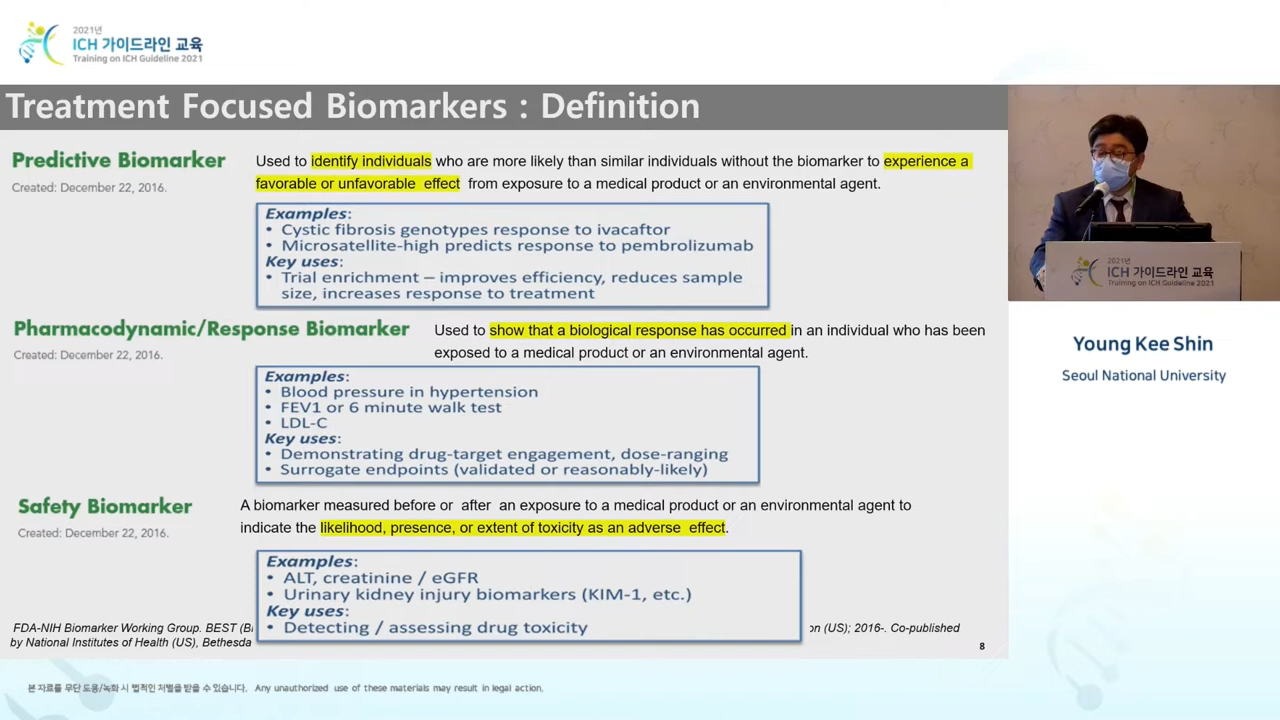 2021년
ICH 가이드라인 교육
Training on ICH Guideline 2021
Treatment Focused Biomarkers : Definition
Predictive Biomarker
Created: December 22, 2016.
Used to identify individuals who are more likely than similar individuals without the biomarker to experience a
favorable or unfavorable effect from exposure to a medical product or an environmental agent.
Examples:
• Cystic fibrosis genotypes response to ivacaftor
• Microsatellite-high predicts response to pembrolizumab
Key uses:
• Trial enrichment – improves efficiency, reduces sample
size, increases response to treatment
Pharmacodynamic/Response Biomarker
Created: December 22, 2016.
Used to show that a biological response has occurred in an individual who has been
exposed to a medical product or an environmental agent.
Examples:
• Blood pressure in hypertension
• FEV1 or 6 minute walk test
• LDL-C
Key uses:
• Demonstrating drug-target engagement, dose-ranging
• Surrogate endpoints (validated or reasonably-likely)
Safety Biomarker
Created: December 22, 2016.
A biomarker measured before or after an exposure to a medical product or an environmental agent to
indicate the likelihood, presence, or extent of toxicity as an adverse effect.
Examples:
• ALT, creatinine / eGFR
• Urinary kidney injury biomarkers (KIM-1, etc.)
Key uses:
• Detecting / assessing drug toxicity
FDA-NIH Biomarker Working Group. BEST (B on (US); 2016-. Co-published
by National Institutes of Health (US), Bethesda
8
2021년
ICH 가이드라인 교육
Training on ICH Guideline 2021
Young Kee Shin
Seoul National University
본 자료를 무단 도용/녹화 시 법적인 처벌을 받을 수 있습니다. Any unauthorized use of these materials may result in legal action.